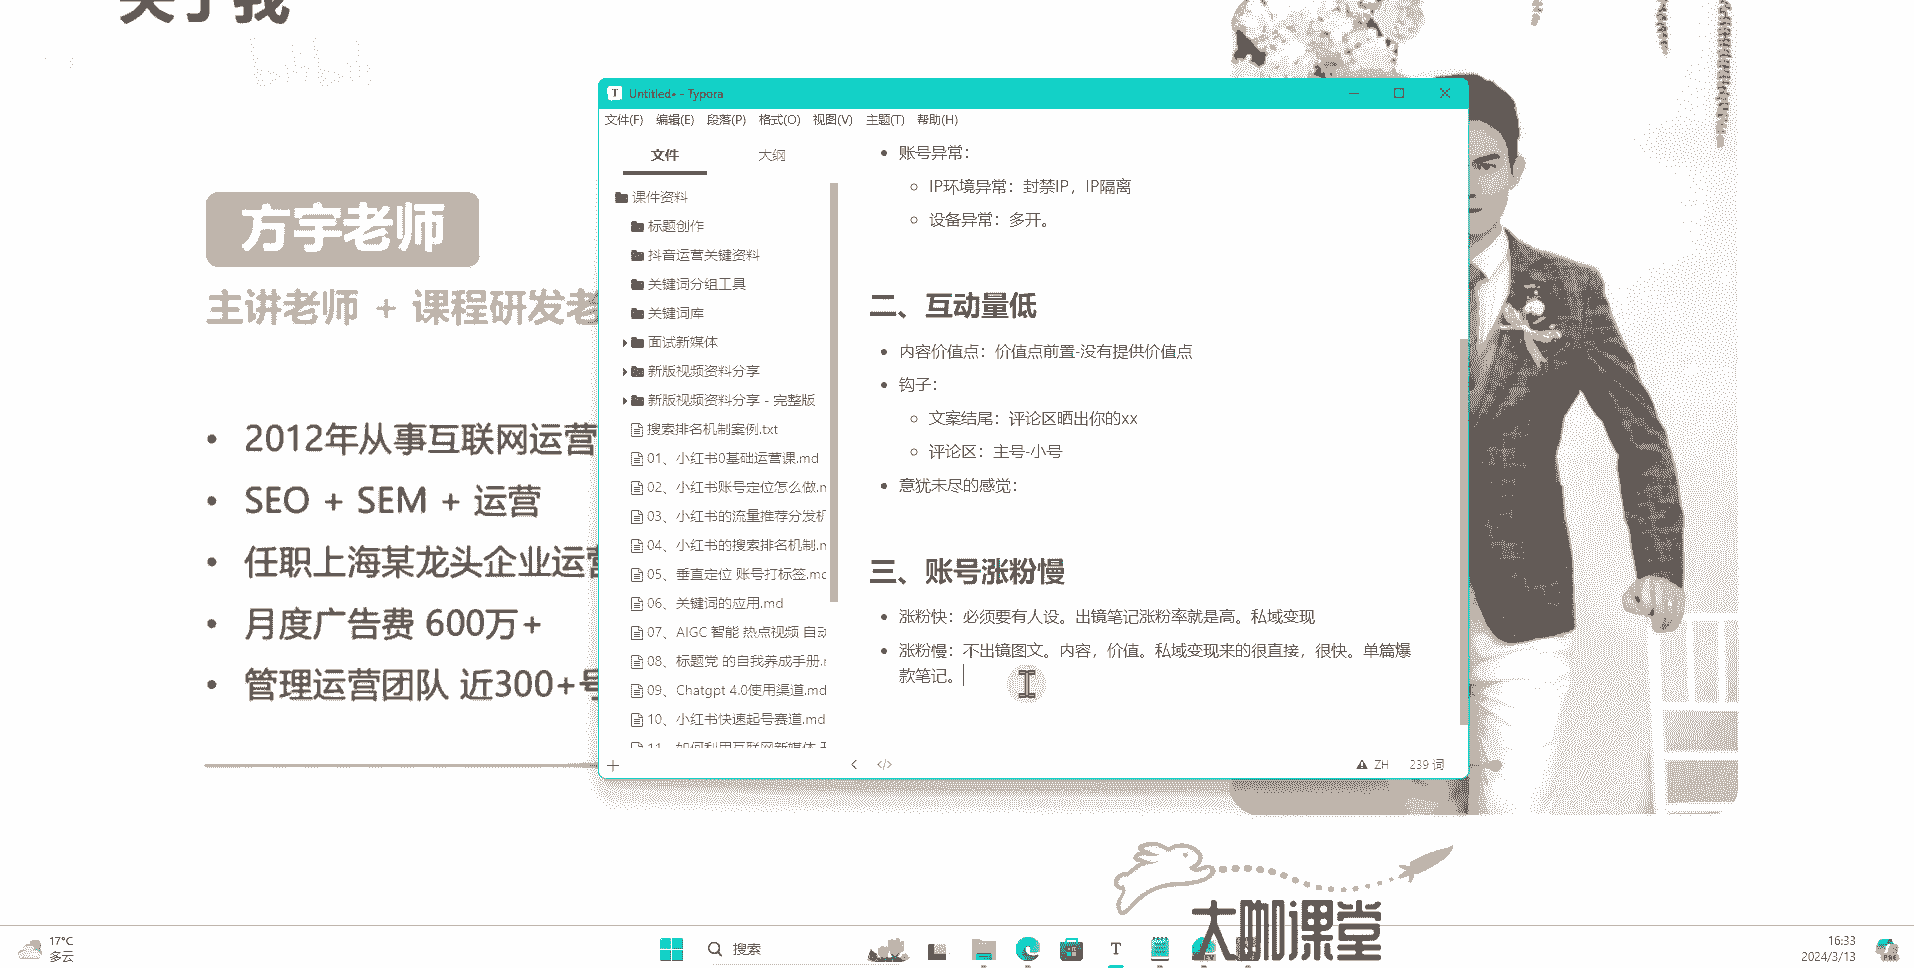 关于我
bilibili
方宇老师
主讲老师 + 课程研发老
2012年从事互联网运营
SEO + SEM + 运营
任职上海某龙头企业运营
月度广告费 600万+
管理运营团队 近300+号
Untitled• - Typora
文件(F) 编辑(E) 段落(P) 格式(O) 视图(V) 主题(T) 帮助(H)
文件 大纲
课件资料
标题创作
抖音运营关键资料
关键词分组工具
关键词库
面试新媒体
新版视频资料分享
新版视频资料分享 - 完整版
搜索排名机制案例.txt
01、小红书0基础运营课.md
02、小红书账号定位怎么做.m
03、小红书的流量推荐分发机
04、小红书的搜索排名机制.m
05、垂直定位 账号打标签.md
06、关键词的应用.md
07、AIGC 智能 热点视频 自动
08、标题党 的自我养成手册.m
09、Chatgpt 4.0使用渠道.md
10、小红书快速起号赛道.md
11、如何利用互联网新媒体
账号异常：
IP环境异常：封禁IP，IP隔离
设备异常：多开。
二、互动量低
内容价值点：价值点前置-没有提供价值点
钩子：
文案结尾：评论区晒出你的xx
评论区：主号-小号
意犹未尽的感觉：
三、账号涨粉慢
涨粉快：必须要有人设。出镜笔记涨粉率就是高。私域变现
涨粉慢：不出镜图文。内容，价值。私域变现来的很直接，很快。单篇爆
款笔记。
</> ZH 239 词
大咖课堂
17°C
多云
搜索
T
16:33
2024/3/13